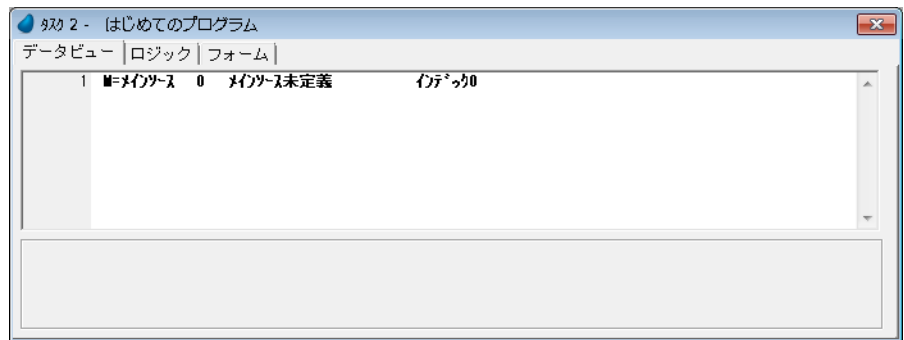 ﾀｽｸ 2 - はじめてのプログラム
データビュー ロジック フォーム
1 M=ﾒｲﾝｿｰｽ 0 ﾒｲﾝｿｰｽ未定義 ｲﾝﾃﾞｯｸ0